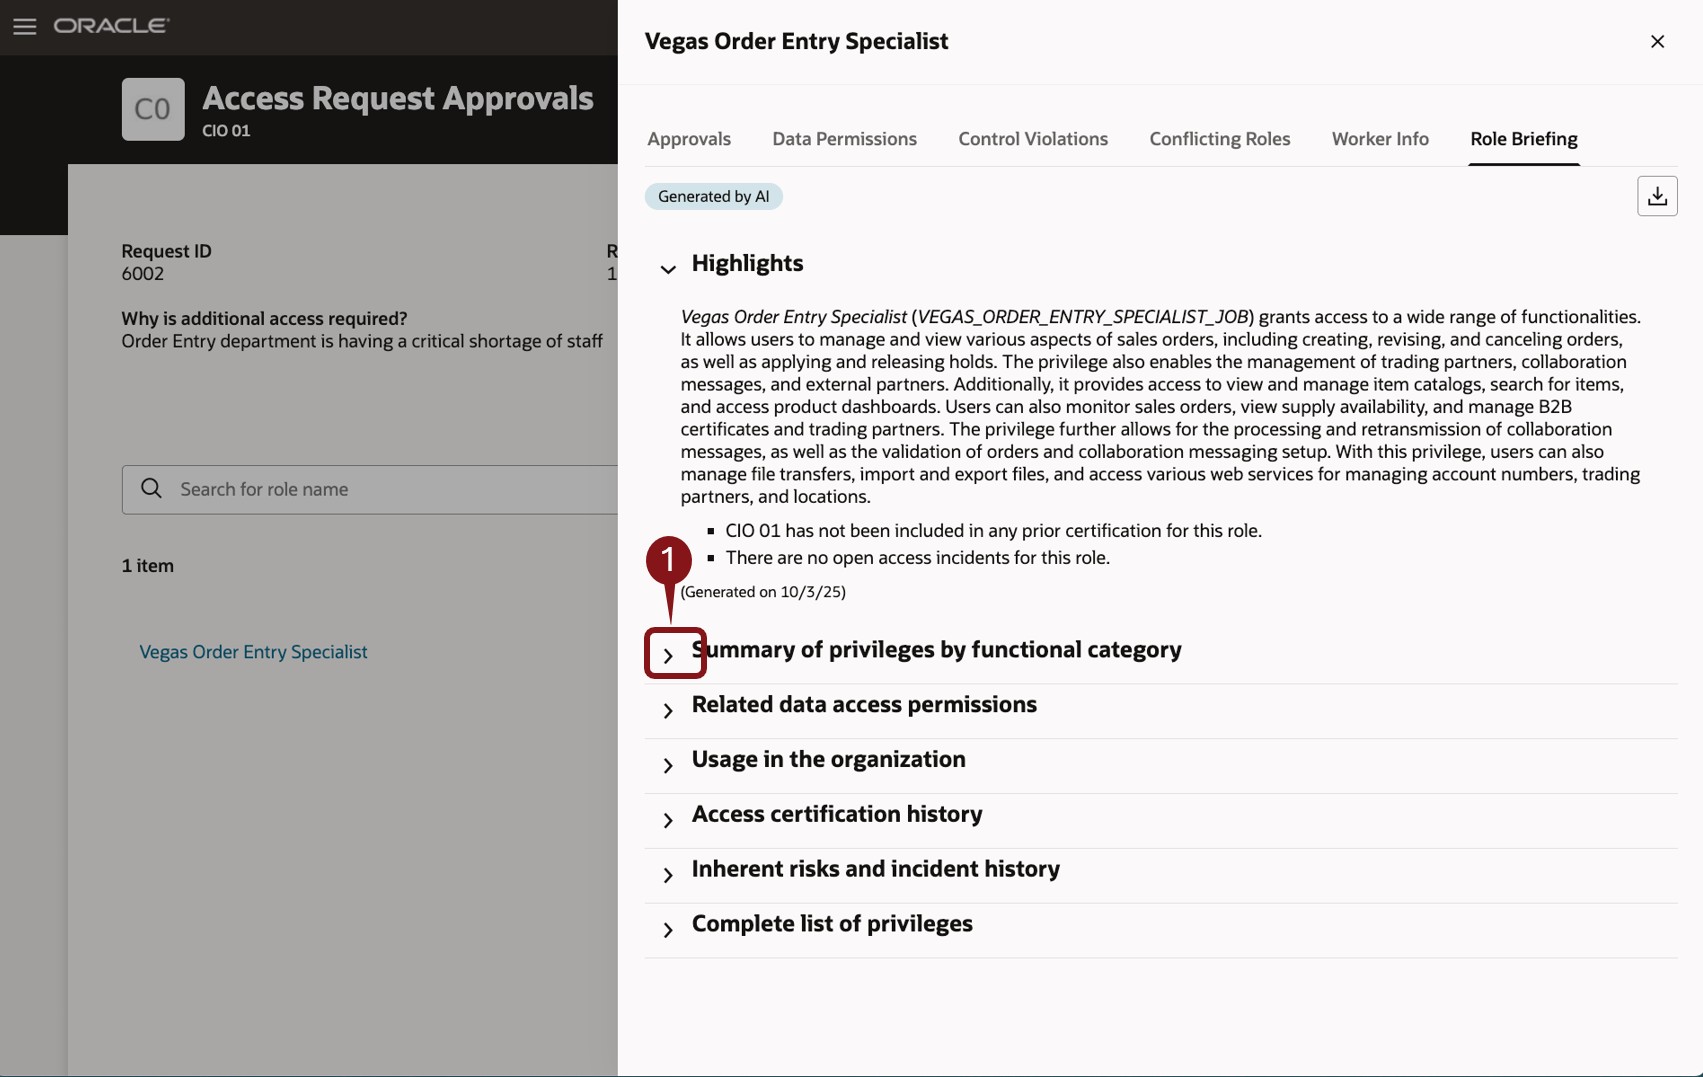 ORACLE
C0
Access Request Approvals
CIO 01
Request ID
6002
R
1
Why is additional access required?
Order Entry department is having a critical shortage of staff
Search for role name
1 item
Vegas Order Entry Specialist
Vegas Order Entry Specialist
Approvals
Data Permissions
Control Violations
Conflicting Roles
Worker Info
Role Briefing
Generated by AI
Highlights
Vegas Order Entry Specialist (VEGAS_ORDER_ENTRY_SPECIALIST_JOB) grants access to a wide range of functionalities.
It allows users to manage and view various aspects of sales orders, including creating, revising, and canceling orders,
as well as applying and releasing holds. The privilege also enables the management of trading partners, collaboration
messages, and external partners. Additionally, it provides access to view and manage item catalogs, search for items,
and access product dashboards. Users can also monitor sales orders, view supply availability, and manage B2B
certificates and trading partners. The privilege further allows for the processing and retransmission of collaboration
messages, as well as the validation of orders and collaboration messaging setup. With this privilege, users can also
manage file transfers, import and export files, and access various web services for managing account numbers, trading
partners, and locations.
CIO 01 has not been included in any prior certification for this role.
There are no open access incidents for this role.
1
(Generated on 10/3/25)
Summary of privileges by functional category
Related data access permissions
Usage in the organization
Access certification history
Inherent risks and incident history
Complete list of privileges